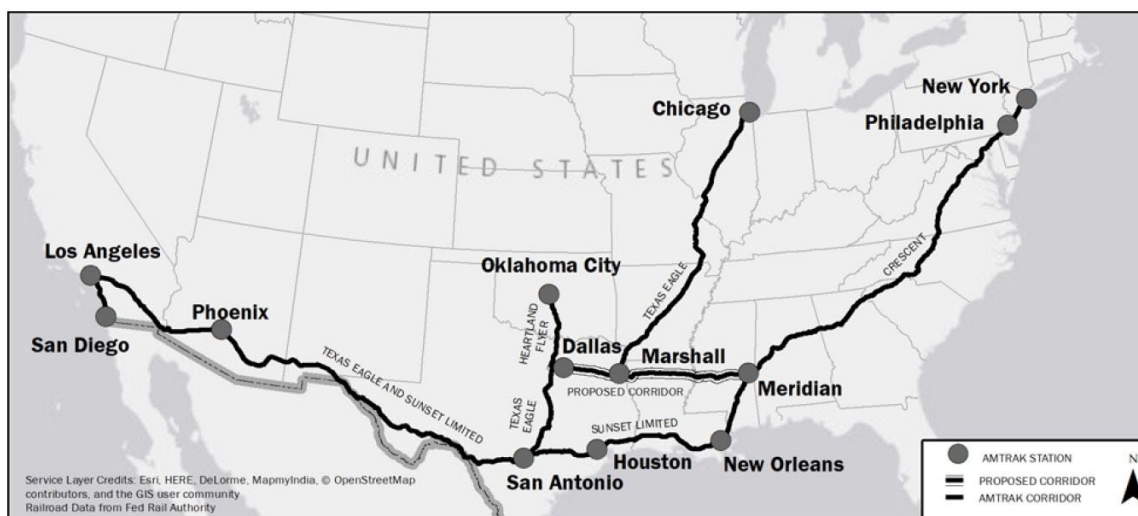 New York
Chicago
Philadelphia
UNITED STATES
CRESCENT
Los Angeles
Oklahoma City
TEXAS EAGLE
Phoenix
HEARTLAND
FLYER
San Diego
Dallas
Marshall
TEXAS EAGLE AND SUNSET LIMITED
PROPOSED CORRIDOR
Meridian
TEXAS
EAGLE
SUNSET LIMITED
Houston
New Orleans
San Antonio
Service Layer Credits: Esri, HERE, DeLorme, MapmyIndia, © OpenStreetMap
contributors, and the GIS user community
Railroad Data from Fed Rail Authority
AMTRAK STATION
PROPOSED CORRIDOR
AMTRAK CORRIDOR
N